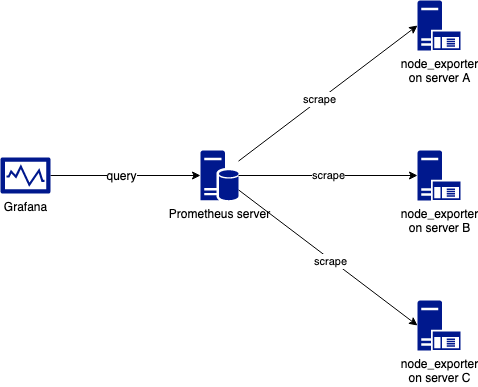 node_exporter
on server A
scrape
query
scrape
Grafana
Prometheus server
node_exporter
on server B
scrape
node_exporter
on server C